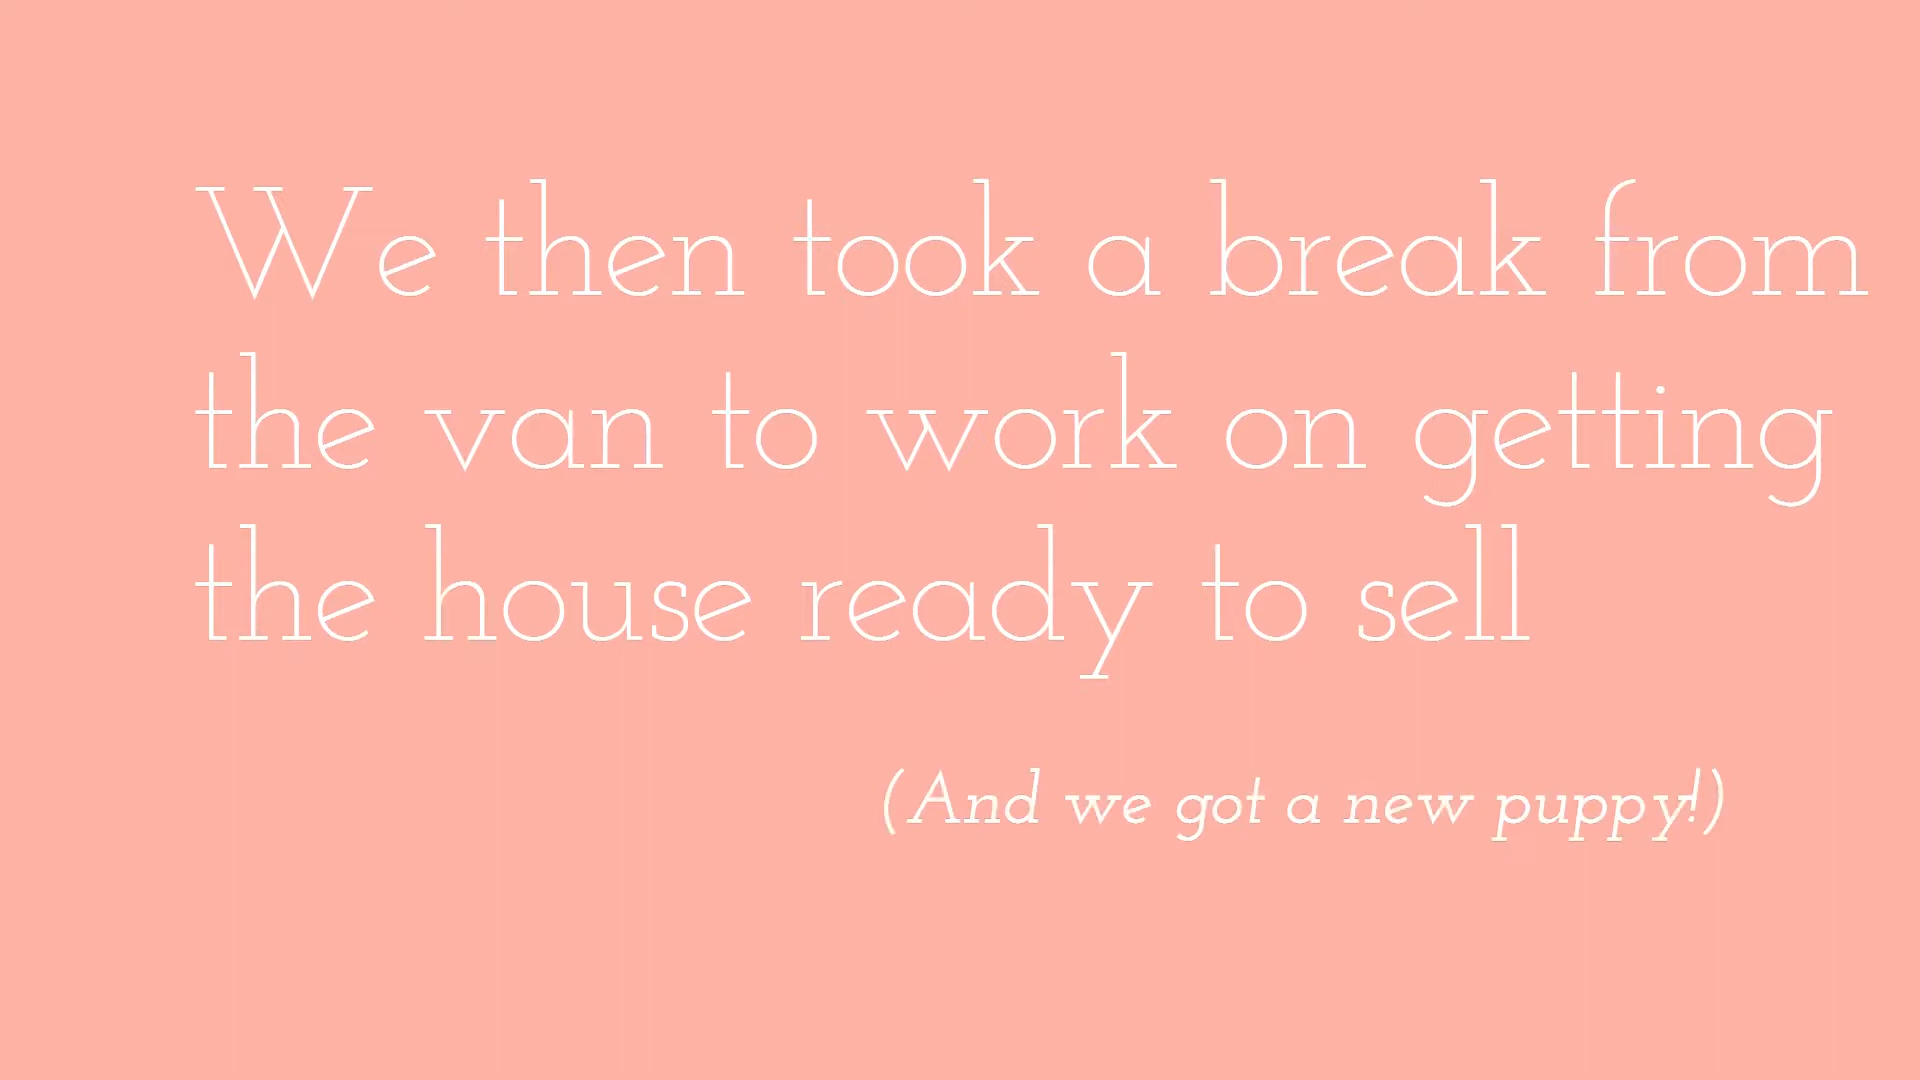 We then took a break from
the van to work on getting
the house ready to sell
(And we got a new puppy!)